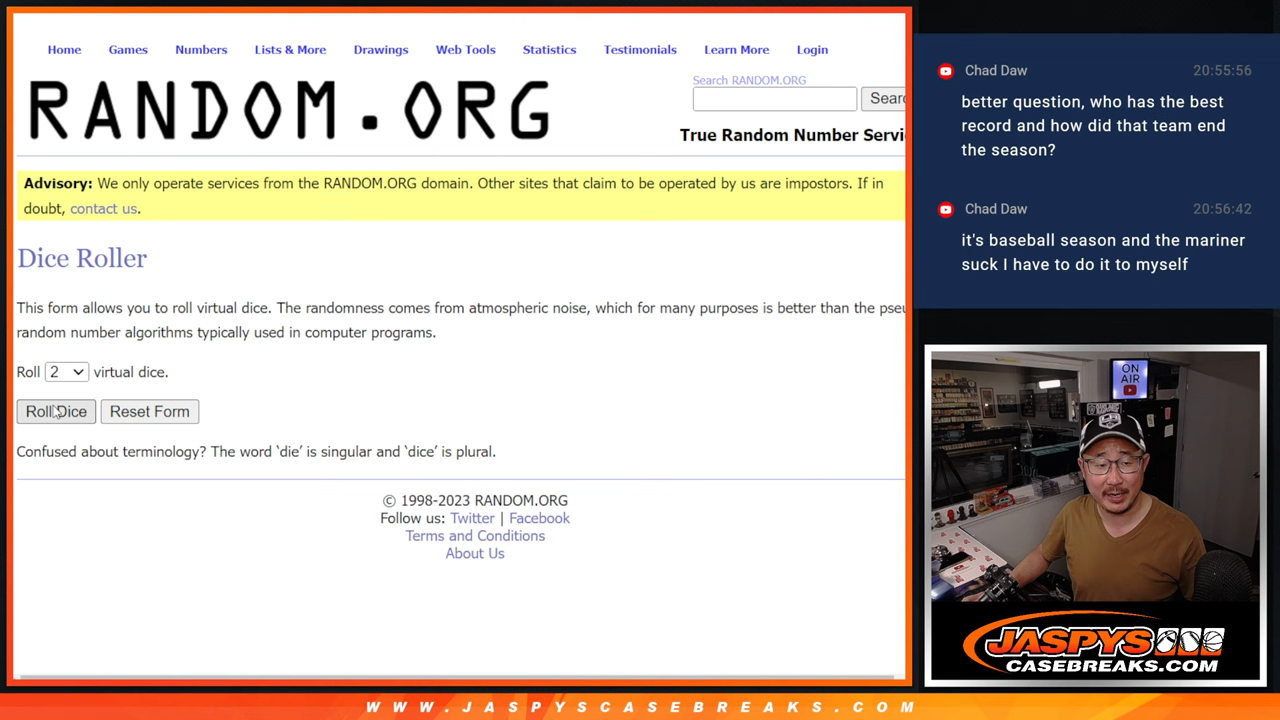 Home Games Numbers Lists & More Drawings Web Tools Statistics Testimonials Learn More Login
RANDOM.ORG
Search RANDOM.ORG
Sear
True Random Number Servi
Advisory: We only operate services from the RANDOM.ORG domain. Other sites that claim to be operated by us are impostors. If in
doubt, contact us.
Dice Roller
This form allows you to roll virtual dice. The randomness comes from atmospheric noise, which for many purposes is better than the pseu
random number algorithms typically used in computer programs.
Roll 2 virtual dice.
Roll Dice Reset Form
Confused about terminology? The word ‘die’ is singular and ‘dice’ is plural.
© 1998-2023 RANDOM.ORG
Follow us: Twitter | Facebook
Terms and Conditions
About Us
Chad Daw 20:55:56
better question, who has the best
record and how did that team end
the season?
Chad Daw 20:56:42
it's baseball season and the mariner
suck I have to do it to myself
ON
AIR
JASPYS
CASEBREAKS.COM
WWW.JASPYSCASEBREAKS.COM